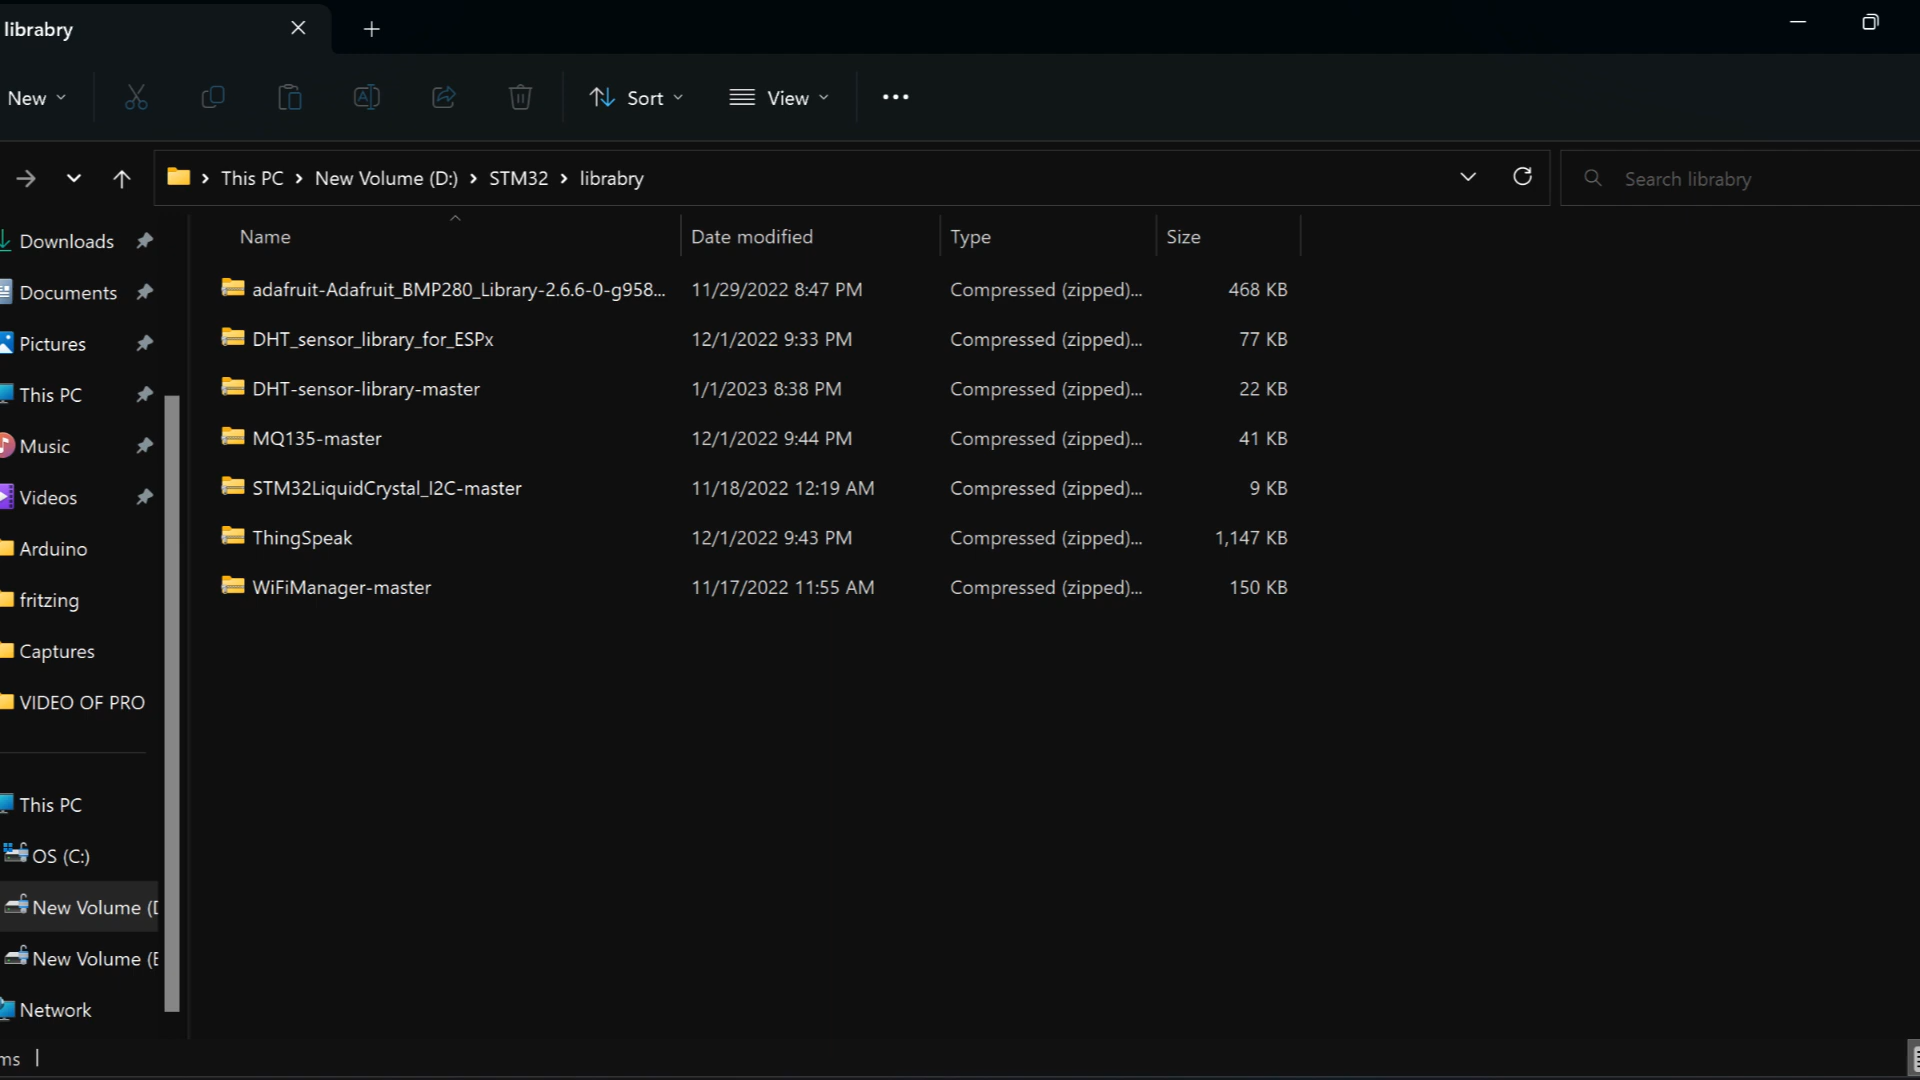 librabry
New
Sort
View
This PC > New Volume (D:) > STM32 > librabry
Search librabry
Downloads
Documents
Pictures
This PC
Music
Videos
Arduino
fritzing
Captures
VIDEO OF PRO
This PC
OS (C:)
New Volume (D
New Volume (E
Network
Name Date modified Type Size
adafruit-Adafruit_BMP280_Library-2.6.6-0-g958... 11/29/2022 8:47 PM Compressed (zipped)... 468 KB
DHT_sensor_library_for_ESPx 12/1/2022 9:33 PM Compressed (zipped)... 77 KB
DHT-sensor-library-master 1/1/2023 8:38 PM Compressed (zipped)... 22 KB
MQ135-master 12/1/2022 9:44 PM Compressed (zipped)... 41 KB
STM32LiquidCrystal_I2C-master 11/18/2022 12:19 AM Compressed (zipped)... 9 KB
ThingSpeak 12/1/2022 9:43 PM Compressed (zipped)... 1,147 KB
WiFiManager-master 11/17/2022 11:55 AM Compressed (zipped)... 150 KB
ms